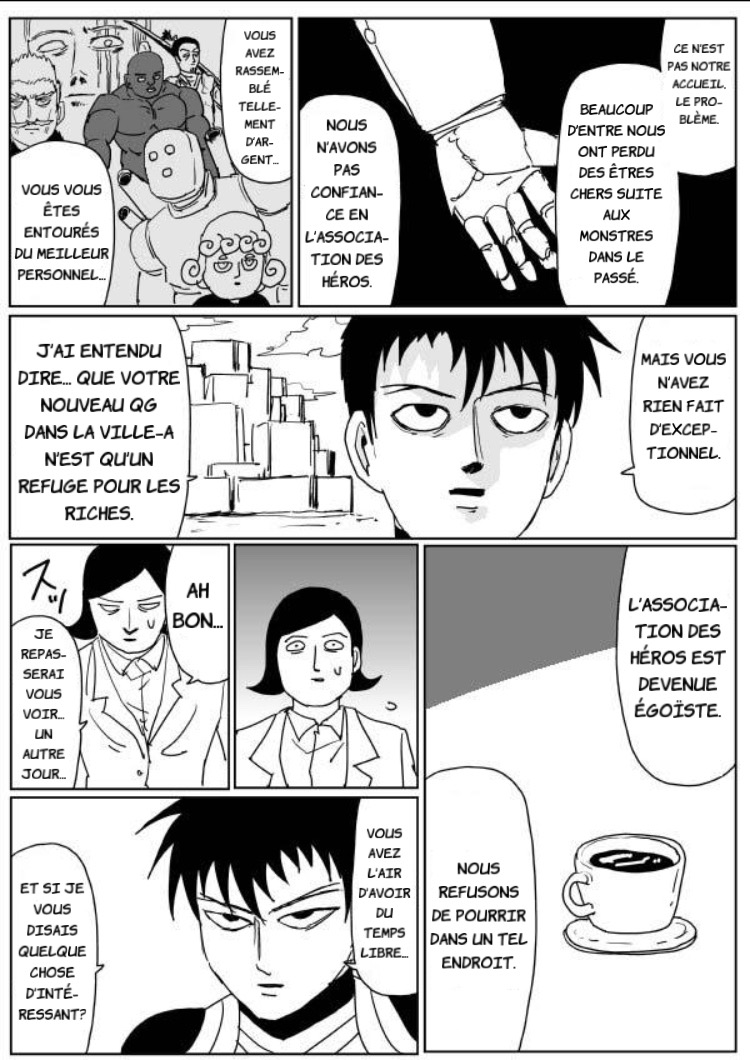 CE N'EST
PAS NOTRE
ACCUEIL.
LE PRO-
BLÈME.
BEAUCOUP
D'ENTRE NOUS
ONT PERDU
DES ÊTRES
CHERS SUITE
AUX
MONSTRES
DANS LE
PASSÉ.
NOUS
N'AVONS
PAS
CONFIAN-
CE EN
L'ASSOCIA-
TION DES
HÉROS.
VOUS
AVEZ
RASSEM-
BLÉ
TELLE-
MENT
D'AR-
GENT...
VOUS VOUS
ÊTES
ENTOURÉS
DU MEILLEUR
PERSONNEL...
MAIS VOUS
N'AVEZ
RIEN FAIT
D'EXCEP-
TIONNEL.
J'AI ENTENDU
DIRE... QUE VOTRE
NOUVEAU QG
DANS LA VILLE-A
N'EST QU'UN
REFUGE POUR LES
RICHES.
L'ASSOCIA-
TION DES
HÉROS EST
DEVENUE
ÉGOÏSTE.
NOUS
REFUSONS
DE POURRIR
DANS UN TEL
ENDROIT.
AH
BON...
スッ
JE
REPAS-
SERAI
VOUS
VOIR...
UN
AUTRE
JOUR...
VOUS
AVEZ
L'AIR
D'AVOIR
DU
TEMPS
LIBRE...
ET SI JE
VOUS
DISAIS
QUELQUE
CHOSE
D'INTÉ-
RESSANT?